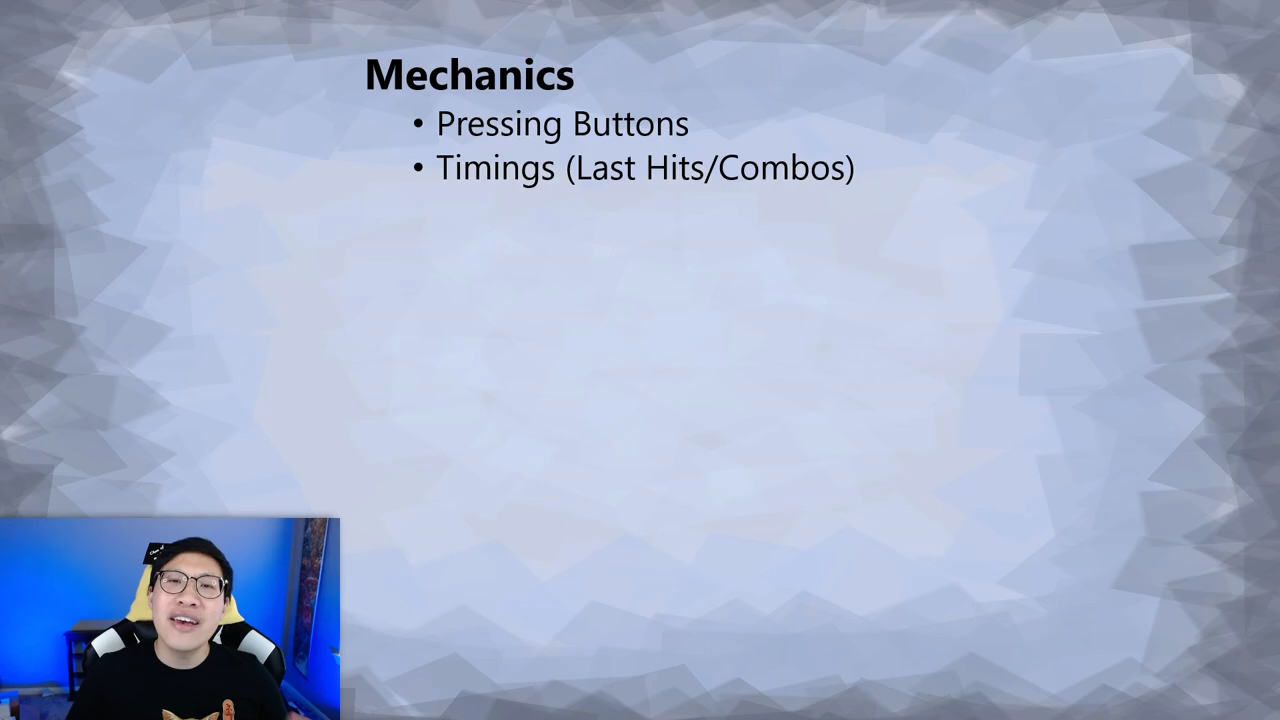 Mechanics
• Pressing Buttons
• Timings (Last Hits/Combos)